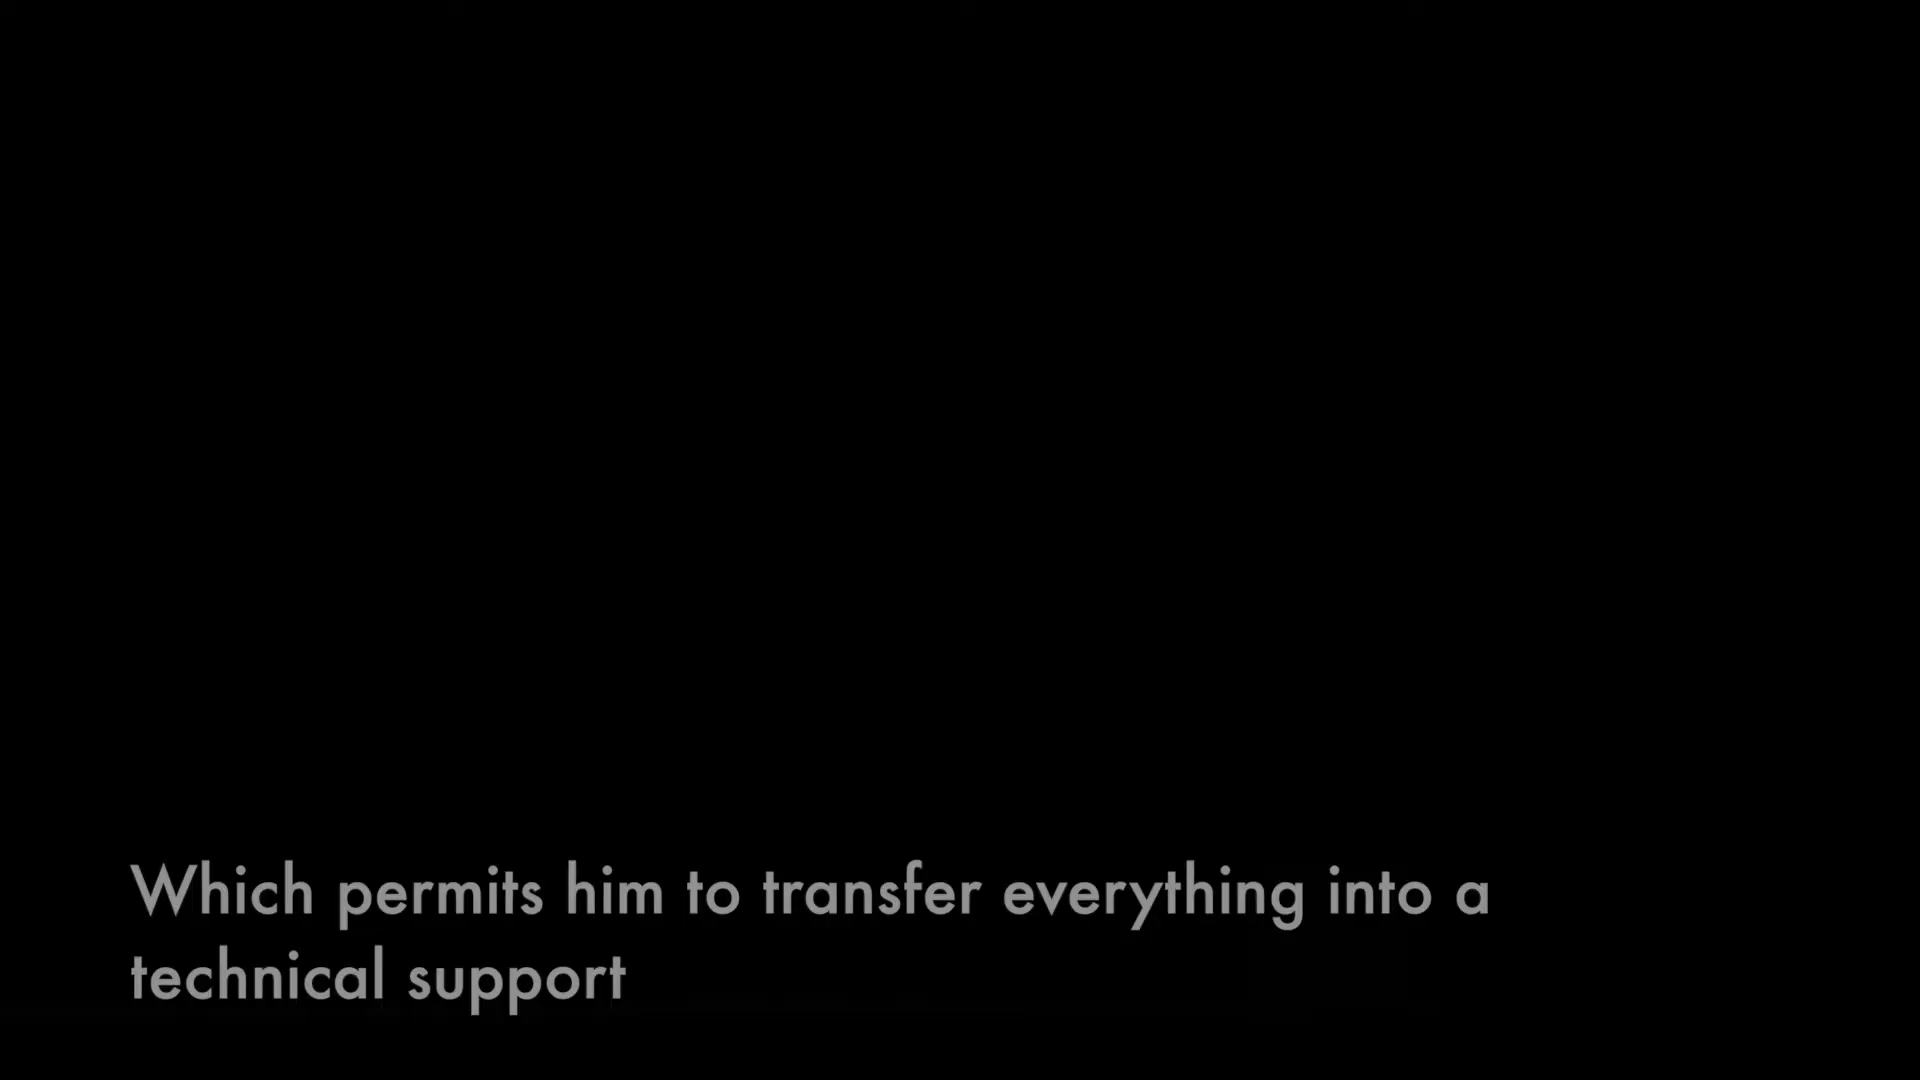 Which permits him to transfer everything into a
technical support